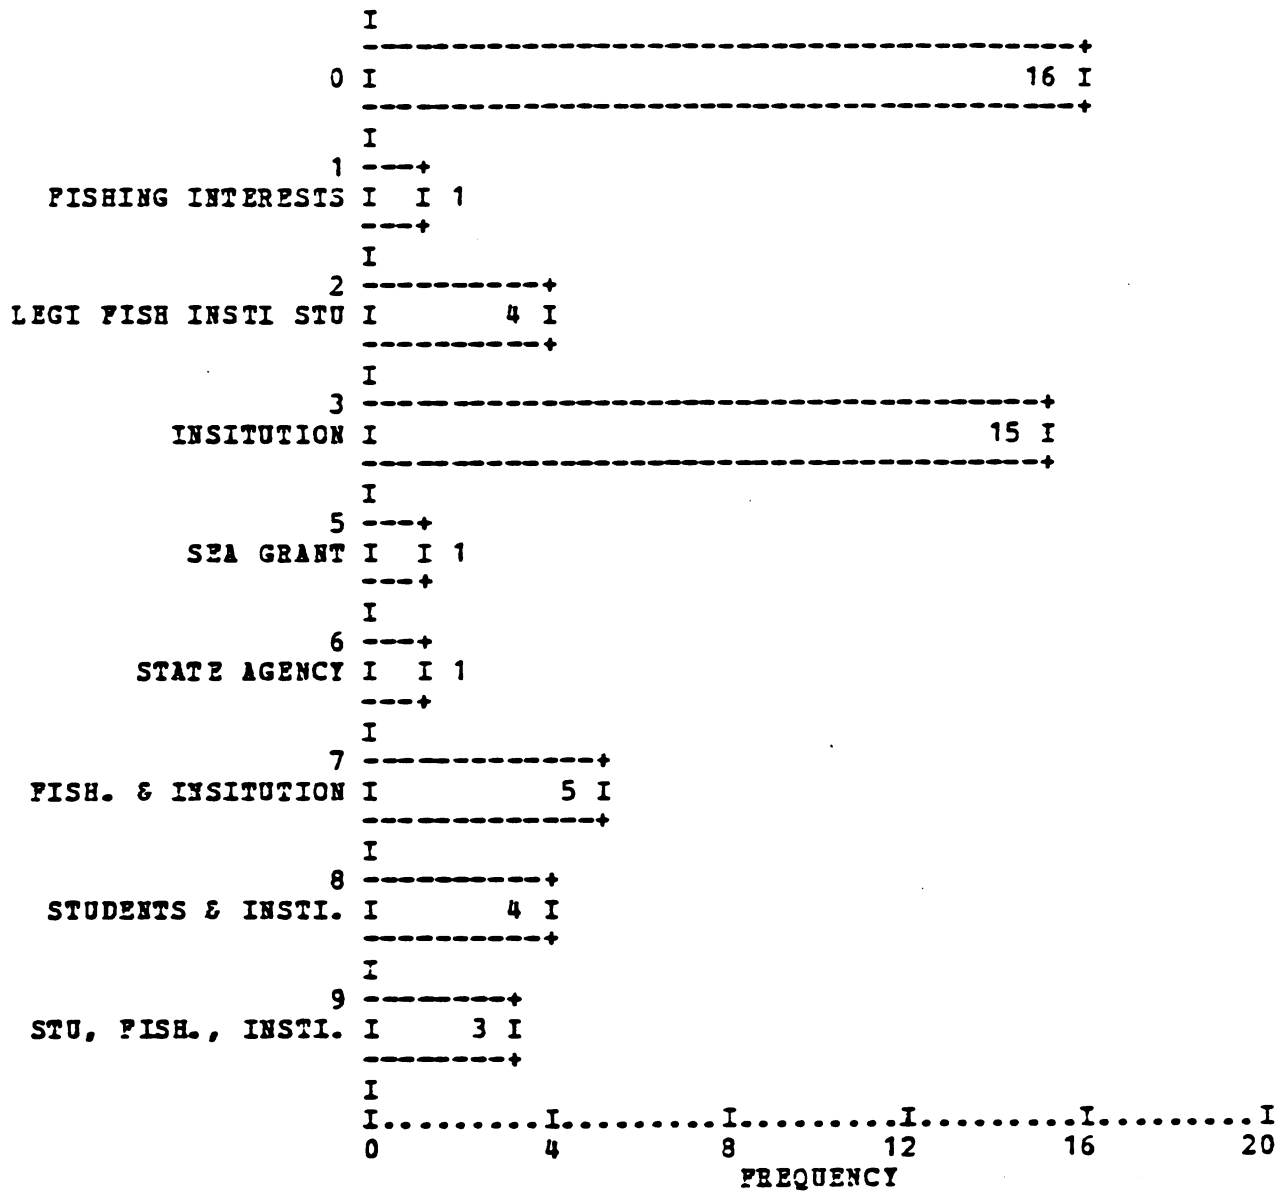 I
----------------------------------------+
0 I 16 I
----------------------------------------+
I
1 ---+
FISHING INTERESTS I I 1
---+
I
2 ----------+
LEGI FISH INSTI STU I 4 I
----------+
I
3 --------------------------------------+
INSITUTION I 15 I
--------------------------------------+
I
5 ---+
SEA GRANT I I 1
---+
I
6 ---+
STATE AGENCY I I 1
---+
I
7 -------------+
FISH. & INSITUTION I 5 I
-------------+
I
8 ----------+
STUDENTS & INSTI. I 4 I
----------+
I
9 --------+
STU, FISH., INSTI. I 3 I
--------+
I
I.........I.........I.........I.........I.........I
0 4 8 12 16 20
FREQUENCY